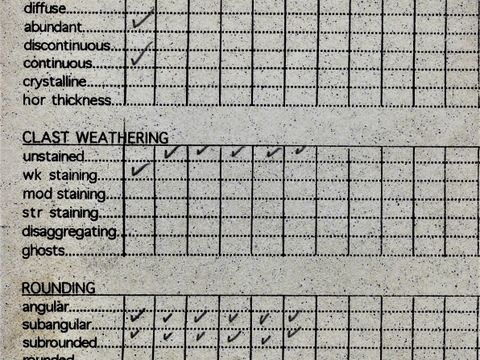 diffuse
abundant
discontinuous
continuous
crystalline
hor thickness
CLAST WEATHERING
unstained
wk staining
mod staining
str staining
disaggregating
ghosts
ROUNDING
angular
subangular
subrounded
rounded